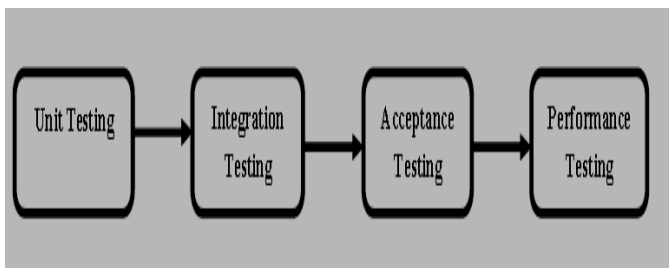 Unit Testing
Integration
Testing
Acceptance
Testing
Performance
Testing